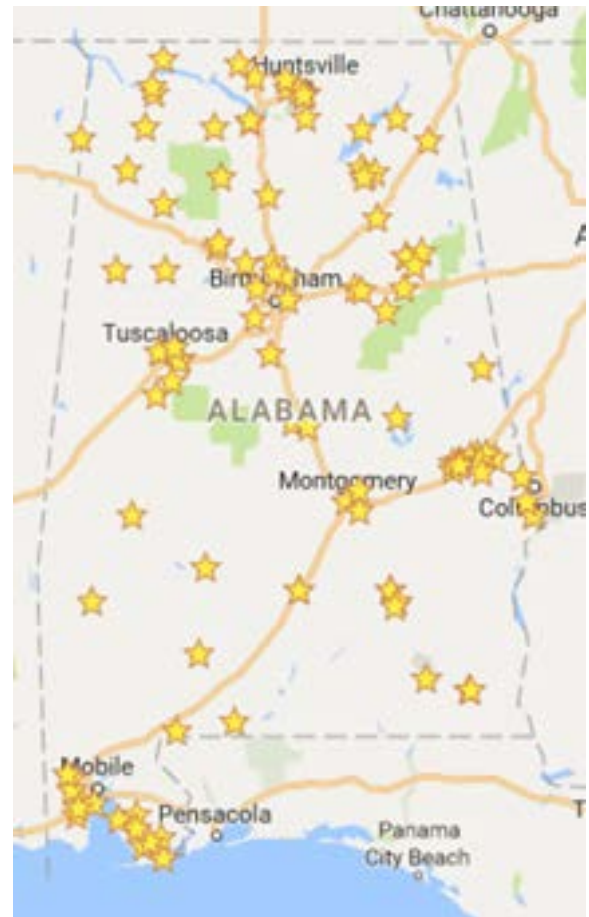 Chattanooga
Huntsville
A
Birmingham
Tuscaloosa
ALABAMA
Montgomery
Columbus
Mobile
Pensacola
T
Panama
City Beach